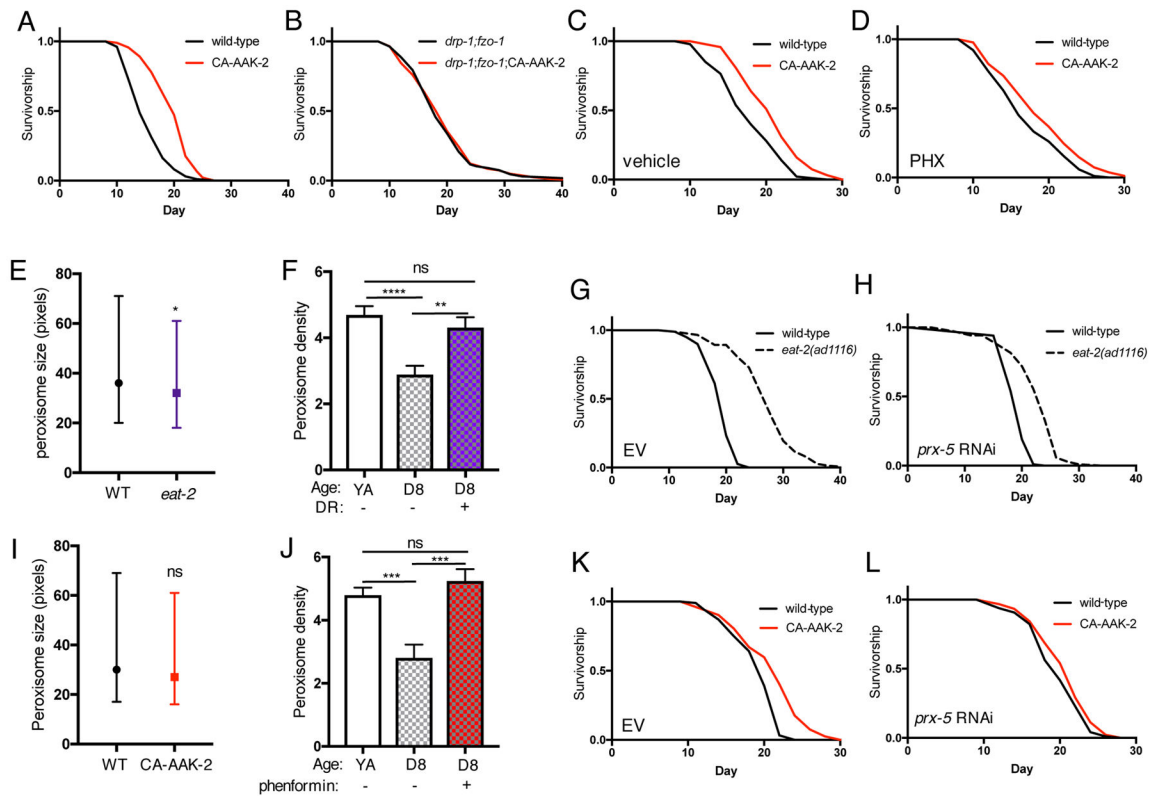 A
1.0
0.5
0.0
0
10
20
30
40
Survivorship
Day
wild-type
CA-AAK-2
B
1.0
0.5
0.0
0
10
20
30
40
Survivorship
Day
drp-1;fzo-1
drp-1;fzo-1;CA-AAK-2
C
1.0
0.5
0.0
0
10
20
30
Survivorship
Day
wild-type
CA-AAK-2
vehicle
D
1.0
0.5
0.0
0
10
20
30
Survivorship
Day
wild-type
CA-AAK-2
PHX
E
80
60
40
20
0
peroxisome size (pixels)
*
WT
eat-2
F
6
4
2
0
Peroxisome density
ns
****
**
Age: YA D8 D8
DR: - - +
G
1.0
0.5
0.0
0
10
20
30
40
Survivorship
Day
wild-type
eat-2(ad1116)
EV
H
1.0
0.5
0.0
0
10
20
30
40
Survivorship
Day
wild-type
eat-2(ad1116)
prx-5 RNAi
I
80
60
40
20
0
Peroxisome size (pixels)
ns
WT
CA-AAK-2
J
6
4
2
0
Peroxisome density
ns
***
***
Age: YA D8 D8
phenformin: - - +
K
1.0
0.5
0.0
0
10
20
30
Survivorship
Day
wild-type
CA-AAK-2
EV
L
1.0
0.5
0.0
0
10
20
30
Survivorship
Day
wild-type
CA-AAK-2
prx-5 RNAi